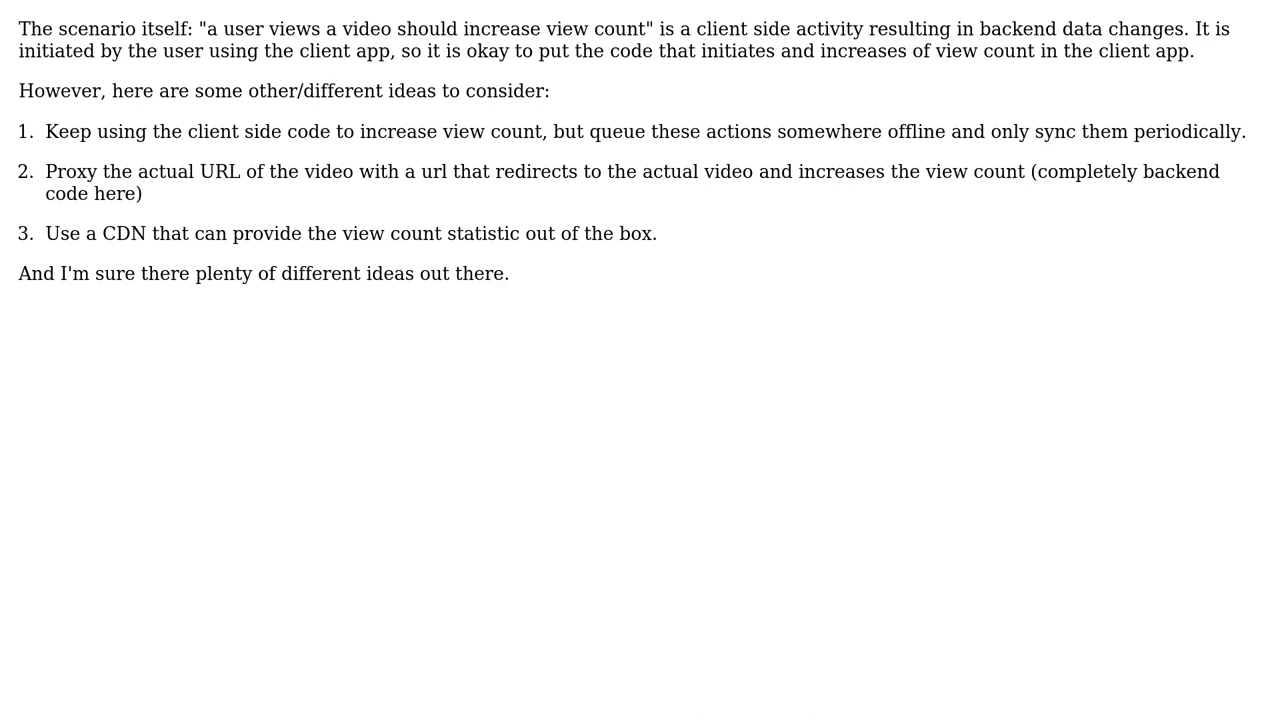 The scenario itself: "a user views a video should increase view count" is a client side activity resulting in backend data changes. It is
initiated by the user using the client app, so it is okay to put the code that initiates and increases of view count in the client app.
However, here are some other/different ideas to consider:
1. Keep using the client side code to increase view count, but queue these actions somewhere offline and only sync them periodically.
2. Proxy the actual URL of the video with a url that redirects to the actual video and increases the view count (completely backend
code here)
3. Use a CDN that can provide the view count statistic out of the box.
And I'm sure there plenty of different ideas out there.